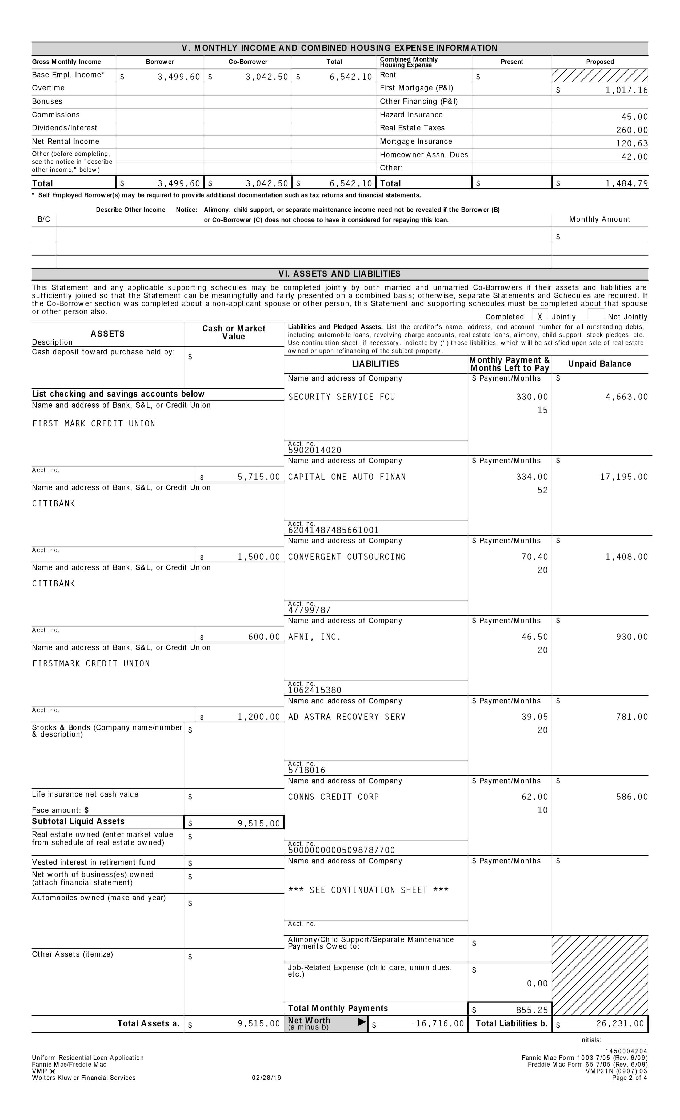 V. MONTHLY INCOME AND COMBINED HOUSING EXPENSE INFORMATION
Gross Monthly Income Borrower Co-Borrower Total Combined Monthly Housing Expense Present Proposed
Base Empl. Income* $ 3,499.60 $ 3,042.50 $ 6,542.10 Rent $
Overtime First Mortgage (P&I) $ 1,017.16
Bonuses Other Financing (P&I)
Commissions Hazard Insurance 45.00
Dividends/Interest Real Estate Taxes 260.00
Net Rental Income Mortgage Insurance 120.63
Other (before completing, see the notice in "describe other income," below) Homeowner Assn. Dues 42.00
Other:
Total $ 3,499.60 $ 3,042.50 $ 6,542.10 Total $ $ 1,484.79
* Self Employed Borrower(s) may be required to provide additional documentation such as tax returns and financial statements.
Describe Other Income Notice: Alimony, child support, or separate maintenance income need not be revealed if the Borrower (B)
B/C or Co-Borrower (C) does not choose to have it considered for repaying this loan. Monthly Amount
$
VI. ASSETS AND LIABILITIES
This Statement and any applicable supporting schedules may be completed jointly by both married and unmarried Co-Borrowers if their assets and liabilities are
sufficiently joined so that the Statement can be meaningfully and fairly presented on a combined basis; otherwise, separate Statements and Schedules are required. If
the Co-Borrower section was completed about a non-applicant spouse or other person, this Statement and supporting schedules must be completed about that spouse
or other person also.
Completed X Jointly Not Jointly
ASSETS Cash or Market Value
Description
Cash deposit toward purchase held by: $
Liabilities and Pledged Assets. List the creditor's name, address, and account number for all outstanding debts,
including automobile loans, revolving charge accounts, real estate loans, alimony, child support, stock pledges, etc.
Use continuation sheet, if necessary. Indicate by (*) those liabilities, which will be satisfied upon sale of real estate
owned or upon refinancing of the subject property.
LIABILITIES Monthly Payment & Months Left to Pay Unpaid Balance
Name and address of Company $ Payment/Months $
List checking and savings accounts below SECURITY SERVICE FCU 330.00 4,663.00
Name and address of Bank, S&L, or Credit Union 15
FIRST MARK CREDIT UNION
Acct. no.
5902014020
Name and address of Company $ Payment/Months $
Acct. no. $ 5,715.00 CAPITAL ONE AUTO FINAN 334.00 17,195.00
Name and address of Bank, S&L, or Credit Union 52
CITIBANK
Acct. no.
62041487485661001
Name and address of Company $ Payment/Months $
Acct. no. $ 1,500.00 CONVERGENT OUTSOURCING 70.40 1,408.00
Name and address of Bank, S&L, or Credit Union 20
CITIBANK
Acct. no.
47799787
Name and address of Company $ Payment/Months $
Acct. no. $ 600.00 AFNI, INC. 46.50 930.00
Name and address of Bank, S&L, or Credit Union 20
FIRSTMARK CREDIT UNION
Acct. no.
1062415380
Name and address of Company $ Payment/Months $
Acct. no. $ 1,200.00 AD ASTRA RECOVERY SERV 39.05 781.00
Stocks & Bonds (Company name/number & description) $ 20
Acct. no.
5718016
Name and address of Company $ Payment/Months $
Life insurance net cash value $ CONNS CREDIT CORP 62.00 586.00
Face amount: $ 10
Subtotal Liquid Assets $ 9,515.00
Real estate owned (enter market value from schedule of real estate owned) $
Acct. no.
Vested interest in retirement fund $ Name and address of Company $ Payment/Months $
Net worth of business(es) owned (attach financial statement) $
*** SEE CONTINUATION SHEET ***
Automobiles owned (make and year) $
Acct. no.
Alimony/Child Support/Separate Maintenance Payments Owed to: $
Other Assets (itemize) $
Job-Related Expense (child care, union dues, etc.) $
0.00
Total Monthly Payments $ 855.25
Total Assets a. $ 9,515.00 Net Worth (a minus b) $ 16,716.00 Total Liabilities b. $ 26,231.00
Initials:
1450004204
Uniform Residential Loan Application Fannie Mae Form 1003 7/05 (Rev. 6/09)
Fannie Mae/Freddie Mac Freddie Mac Form 65 7/05 (Rev. 6/09)
VMP ®
Wolters Kluwer Financial Services 02/28/16 Page 2 of 4